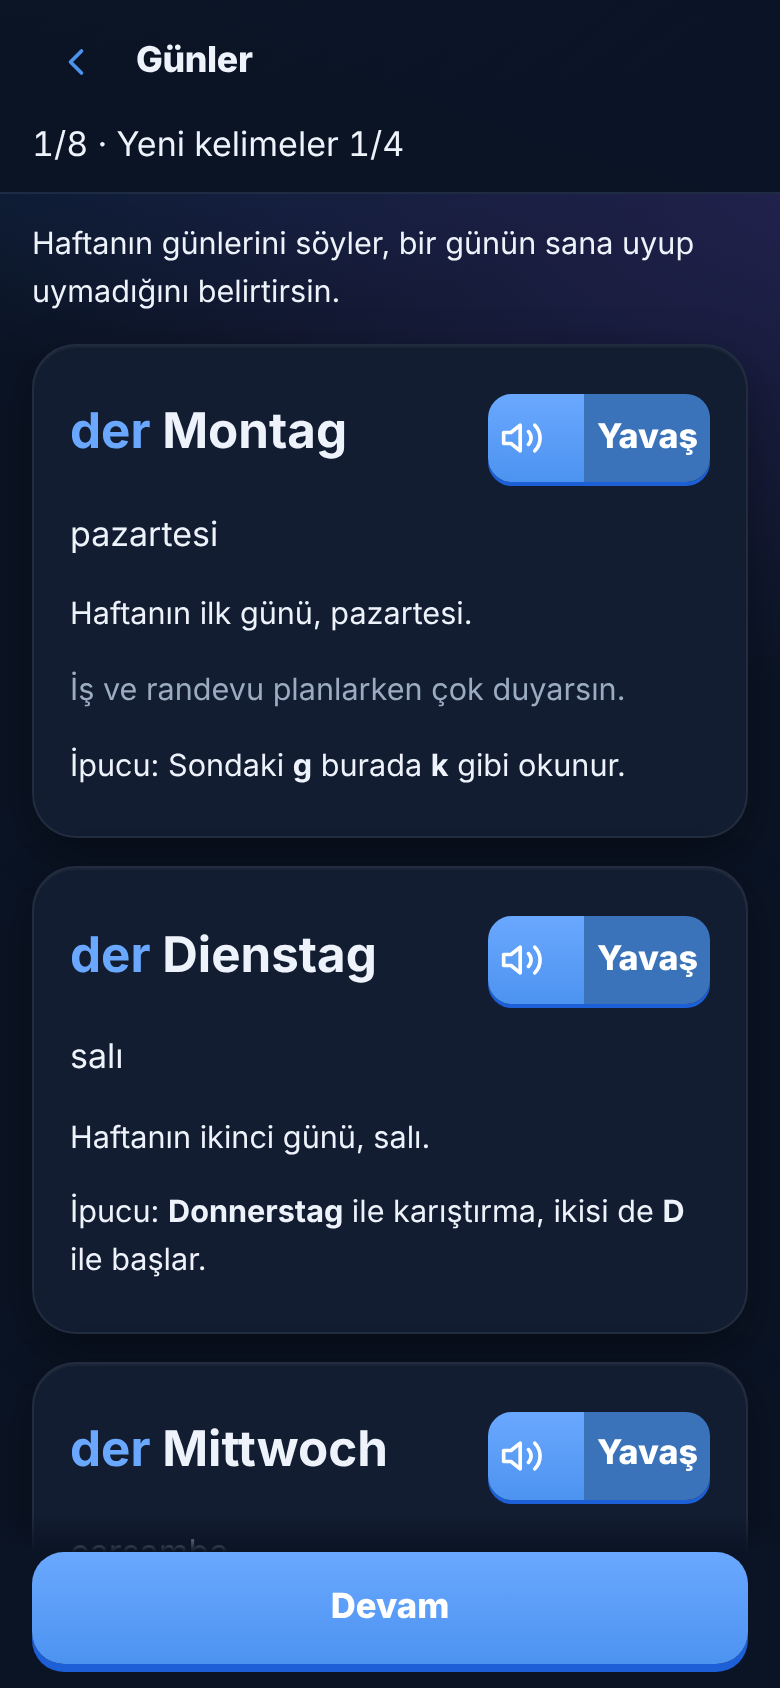 Günler
1/8 · Yeni kelimeler 1/4
Haftanın günlerini söyler, bir günün sana uyup
uymadığını belirtirsin.
der Montag
Yavaş
pazartesi
Haftanın ilk günü, pazartesi.
İş ve randevu planlarken çok duyarsın.
İpucu: Sondaki g burada k gibi okunur.
der Dienstag
Yavaş
salı
Haftanın ikinci günü, salı.
İpucu: Donnerstag ile karıştırma, ikisi de D
ile başlar.
der Mittwoch
Yavaş
Devam